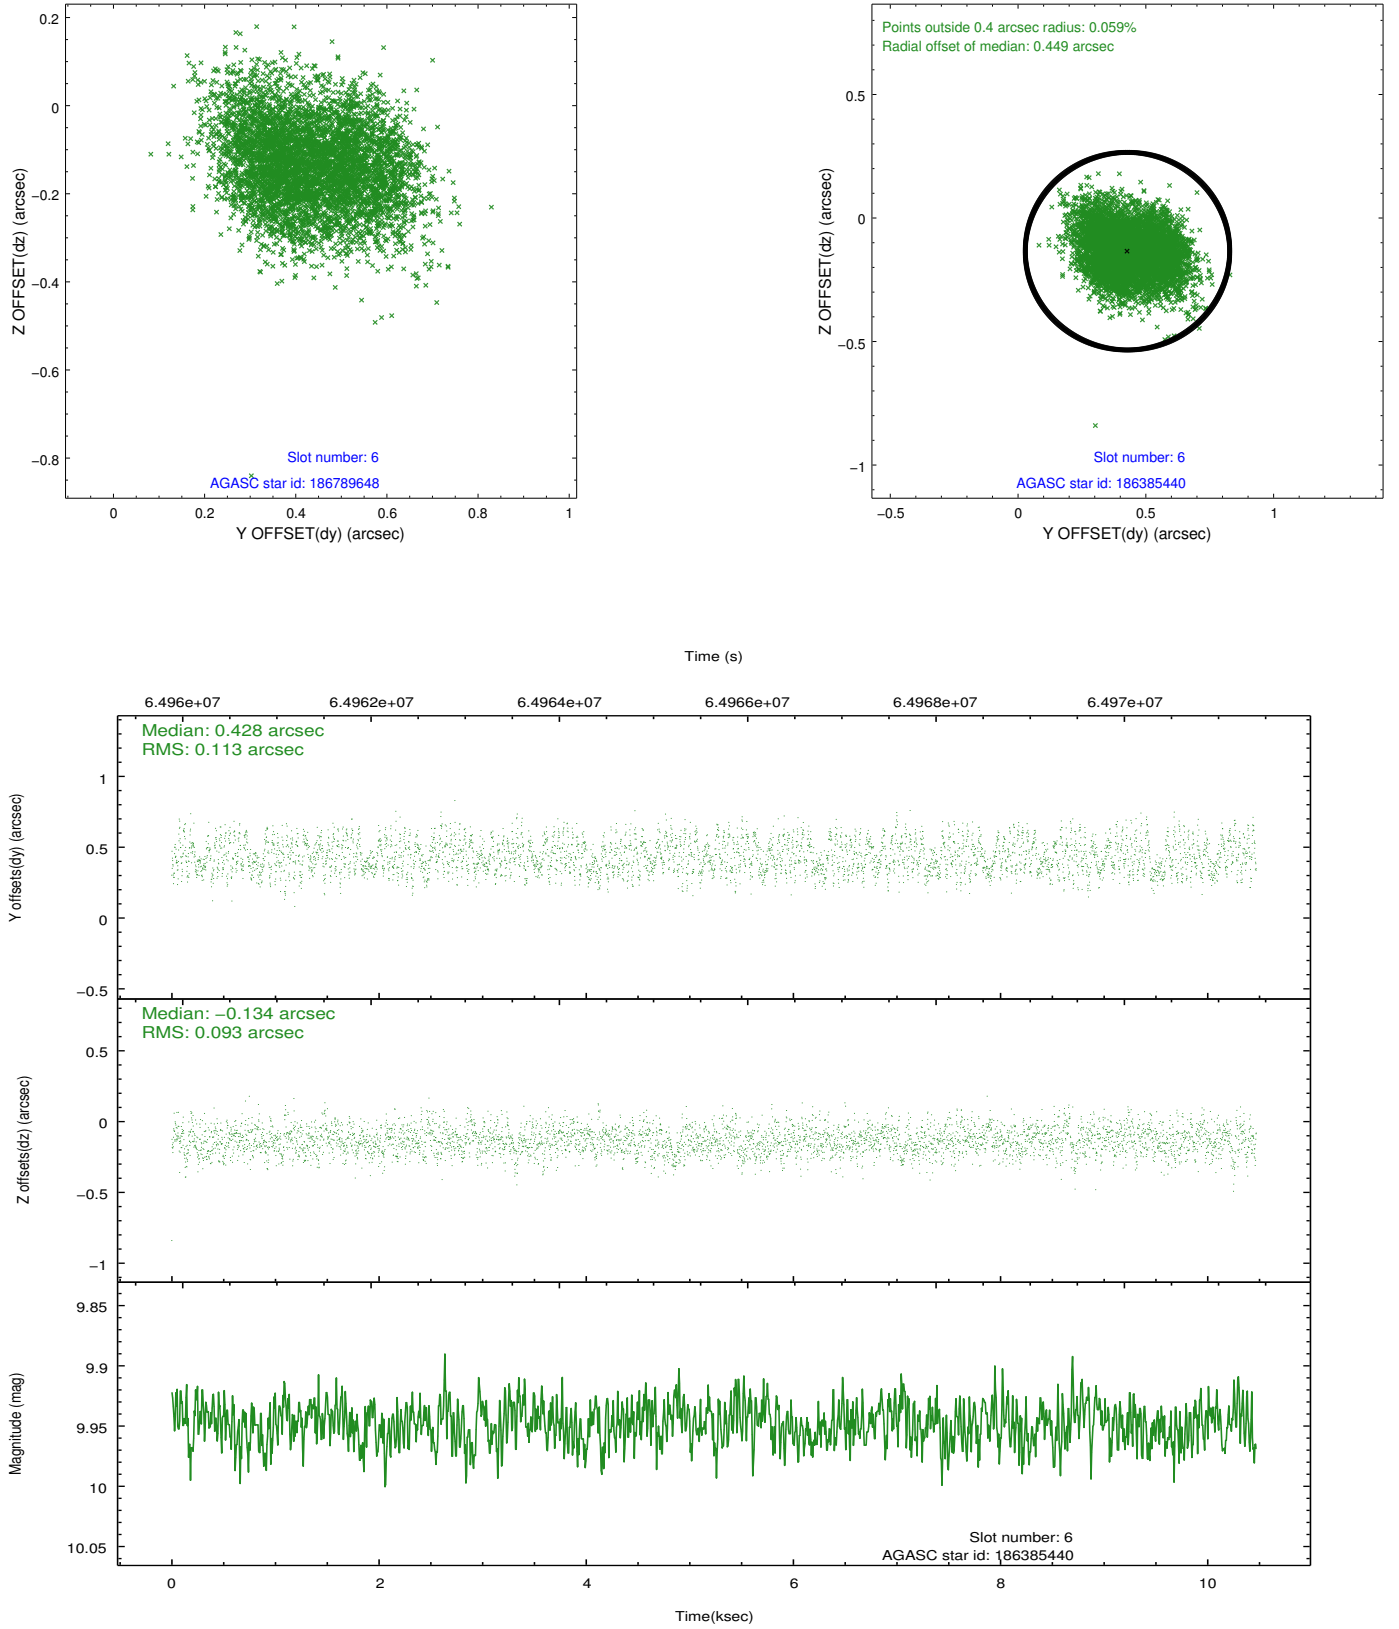 0.2
0
−0.2
−0.4
−0.6
−0.8
Z OFFSET(dz) (arcsec)
Slot number: 6
AGASC star id: 186789648
0 0.2 0.4 0.6 0.8 1
Y OFFSET(dy) (arcsec)
Points outside 0.4 arcsec radius: 0.059%
Radial offset of median: 0.449 arcsec
0.5
0
−0.5
−1
Z OFFSET(dz) (arcsec)
Slot number: 6
AGASC star id: 186385440
−0.5 0 0.5 1
Y OFFSET(dy) (arcsec)
Time (s)
6.496e+07 6.4962e+07 6.4964e+07 6.4966e+07 6.4968e+07 6.497e+07
Median: 0.428 arcsec
RMS: 0.113 arcsec
1
0.5
0
−0.5
Y offsets(dy) (arcsec)
Median: −0.134 arcsec
RMS: 0.093 arcsec
0.5
0
−0.5
−1
Z offsets(dz) (arcsec)
9.85
9.9
9.95
10
10.05
Magnitude (mag)
Slot number: 6
AGASC star id: 186385440
0 2 4 6 8 10
Time(ksec)